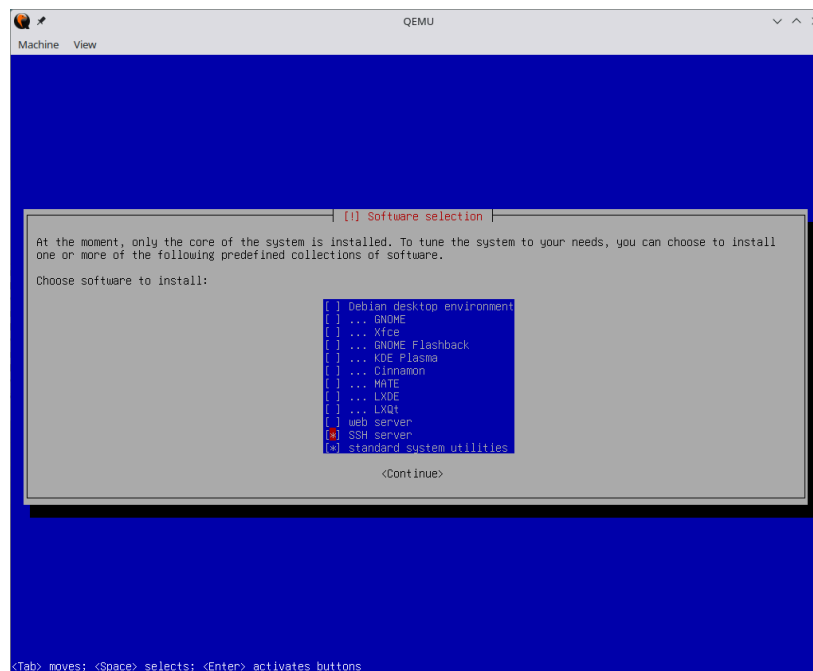 QEMU
Machine View
[!] Software selection
At the moment, only the core of the system is installed. To tune the system to your needs, you can choose to install
one or more of the following predefined collections of software.
Choose software to install:
[ ] Debian desktop environment
[ ] ... GNOME
[ ] ... Xfce
[ ] ... GNOME Flashback
[ ] ... KDE Plasma
[ ] ... Cinnamon
[ ] ... MATE
[ ] ... LXDE
[ ] ... LXQt
[ ] web server
[*] SSH server
[*] standard system utilities
<Continue>
<Tab> moves; <Space> selects; <Enter> activates buttons